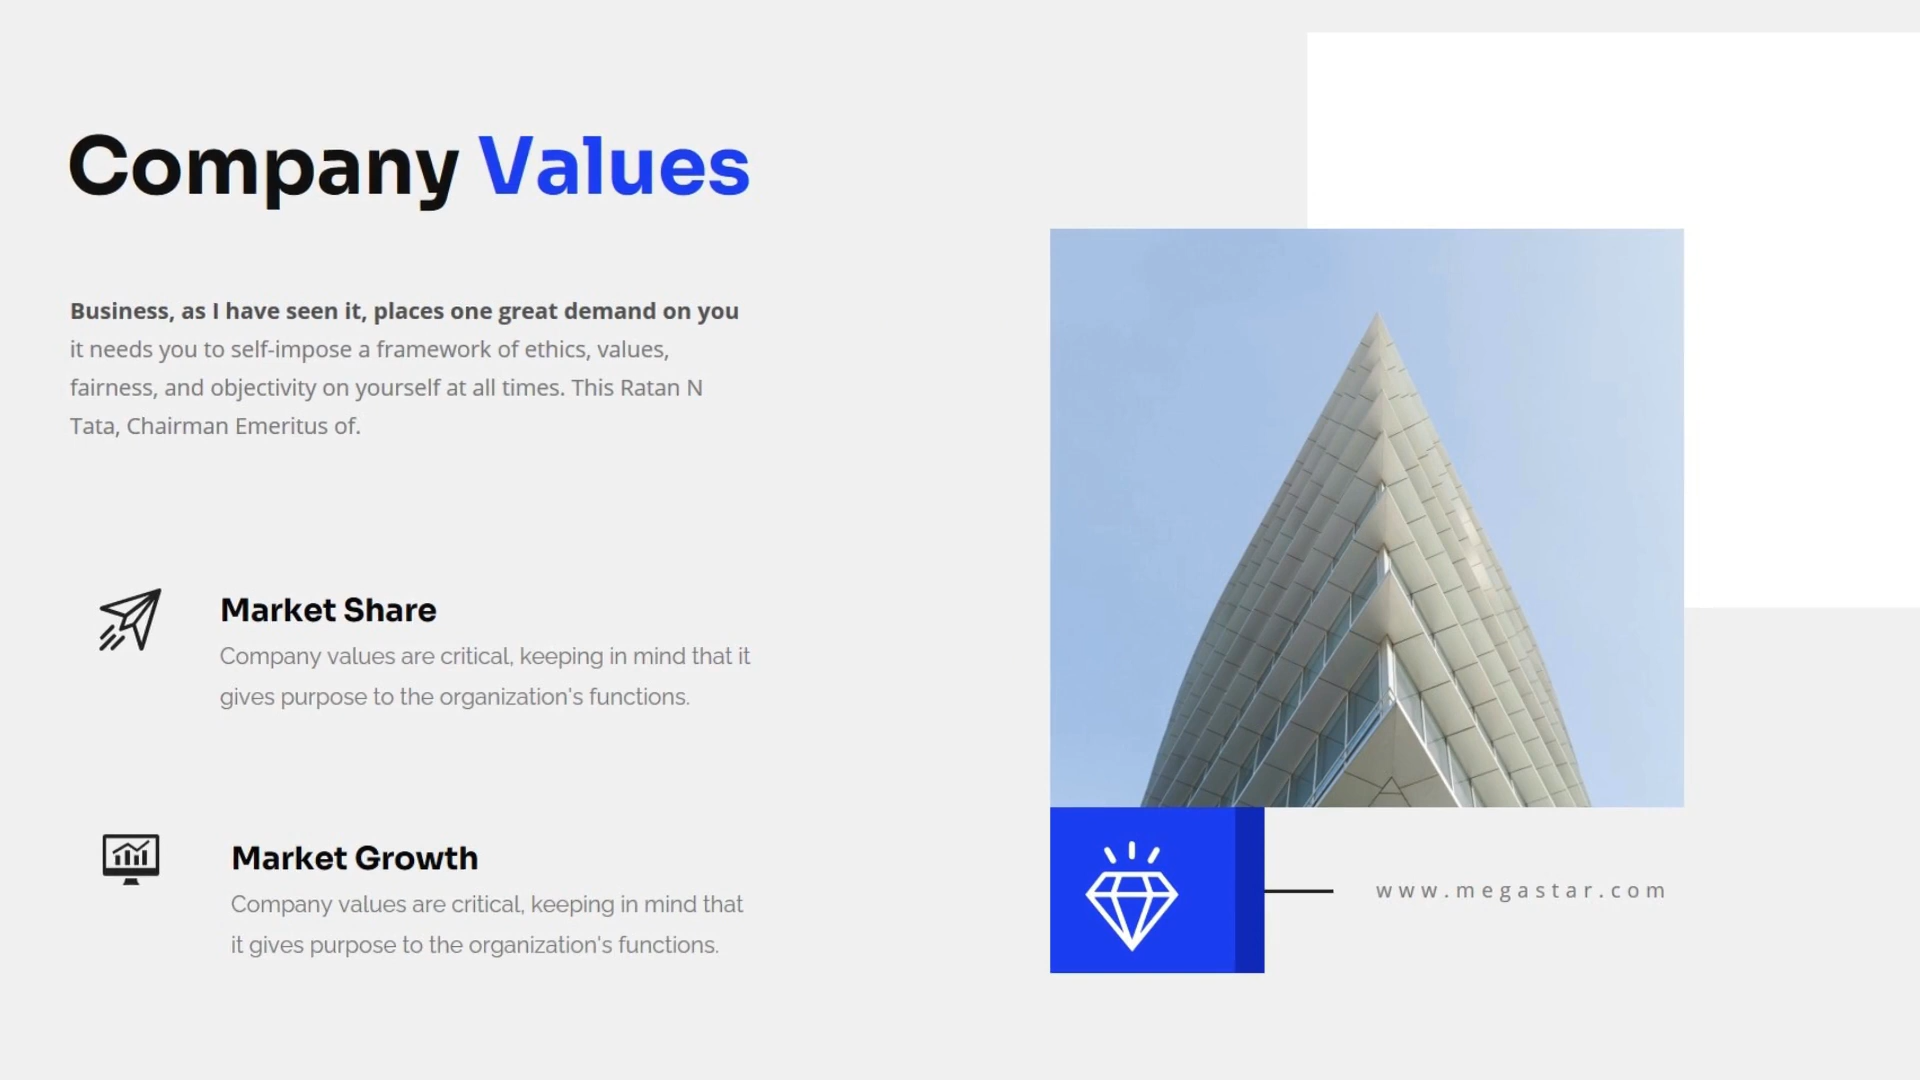 Company Values
Business, as I have seen it, places one great demand on you
it needs you to self-impose a framework of ethics, values,
fairness, and objectivity on yourself at all times. This Ratan N
Tata, Chairman Emeritus of.
Market Share
Company values are critical, keeping in mind that it
gives purpose to the organization's functions.
Market Growth
Company values are critical, keeping in mind that
it gives purpose to the organization's functions.
www.megastar.com